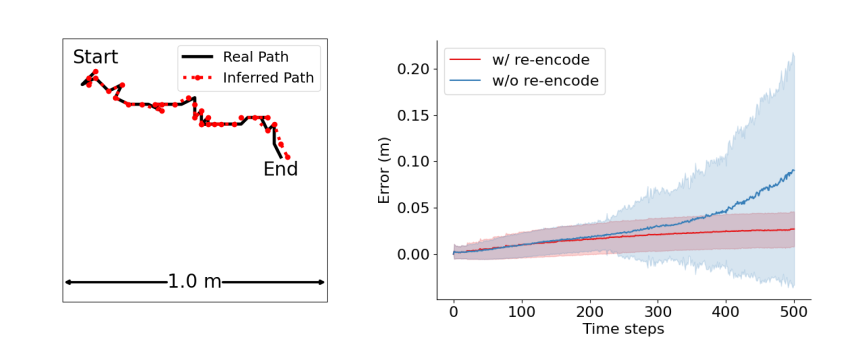 Start
Real Path
Inferred Path
End
1.0 m
w/ re-encode
w/o re-encode
Error (m)
0.20
0.15
0.10
0.05
0.00
0 100 200 300 400 500
Time steps